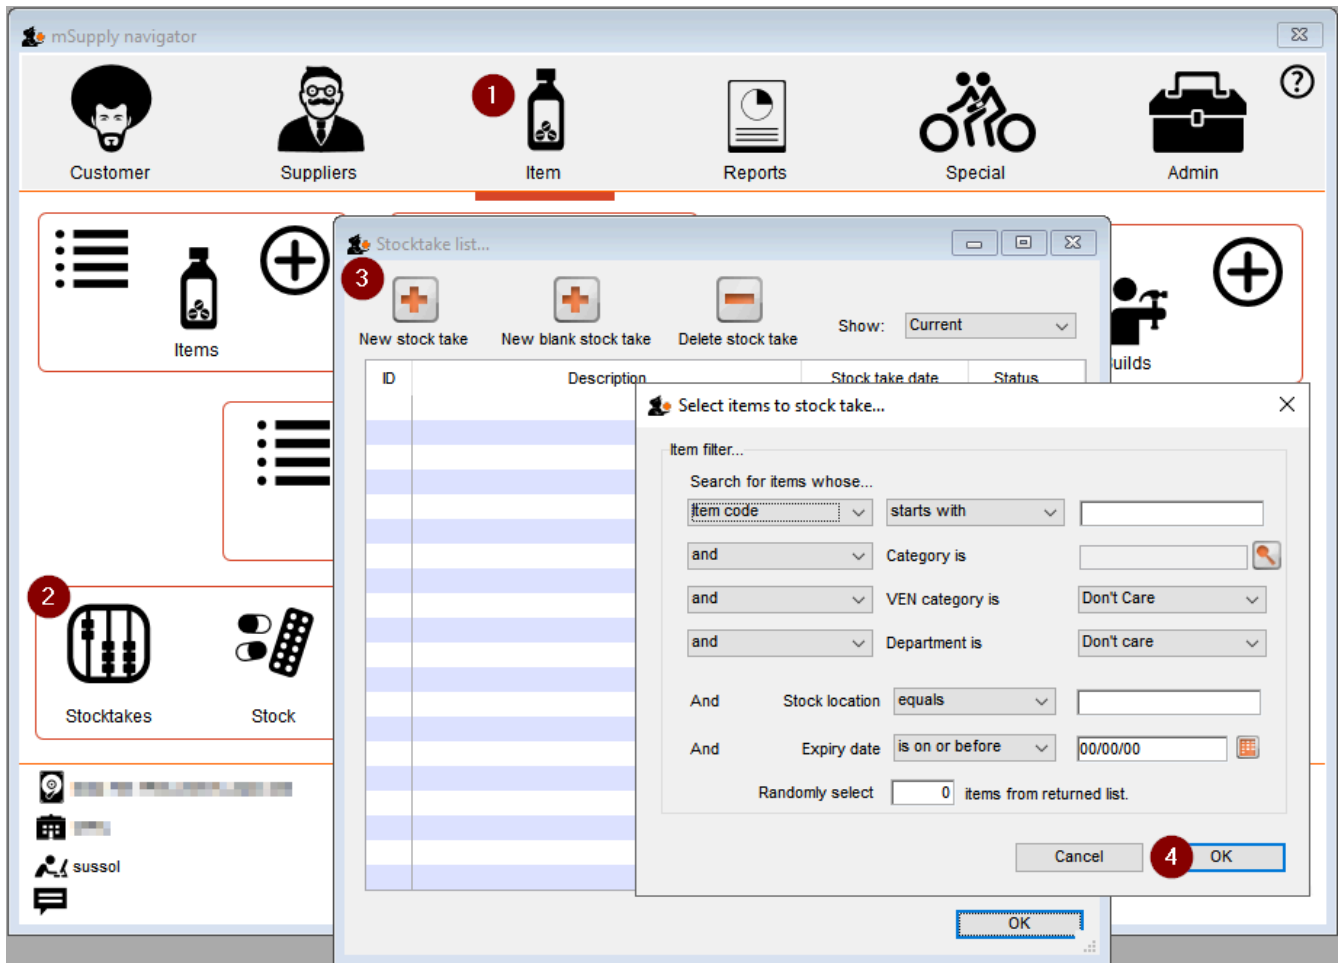 mSupply navigator
1
?
Customer
Suppliers
Item
Reports
Special
Admin
Items
Stocktake list...
3
New stock take
New blank stock take
Delete stock take
Show:
Current
uilds
ID
Description
Stock take date
Status
Select items to stock take...
Item filter...
Search for items whose...
Item code
starts with
and
Category is
and
VEN category is
Don't Care
and
Department is
Don't care
And
Stock location
equals
And
Expiry date
is on or before
00/00/00
Randomly select
0
items from returned list.
Cancel
4
OK
2
Stocktakes
Stock
sussol
OK